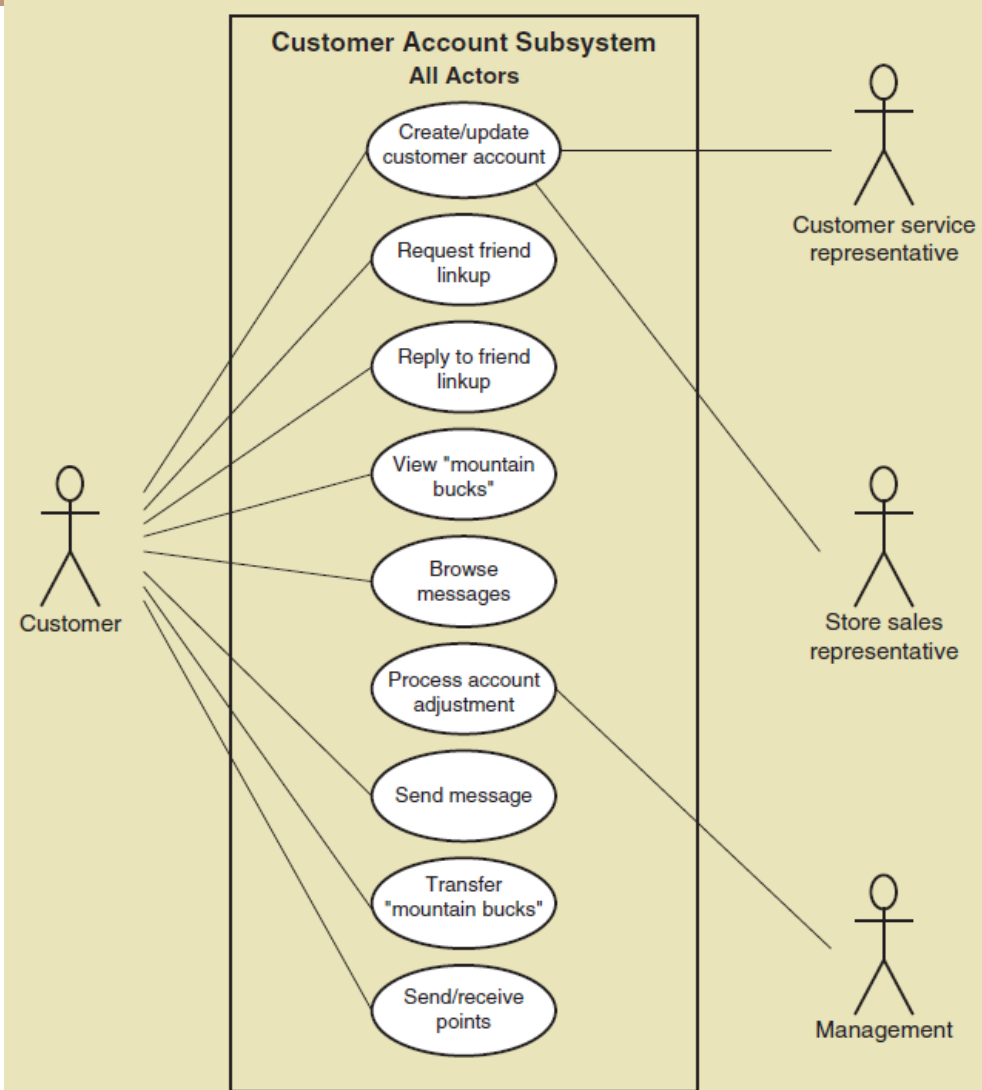 Customer Account Subsystem
All Actors
Create/update
customer account
Customer service
representative
Request friend
linkup
Reply to friend
linkup
View "mountain
bucks"
Browse
messages
Customer
Store sales
representative
Process account
adjustment
Send message
Transfer
"mountain bucks"
Send/receive
points
Management